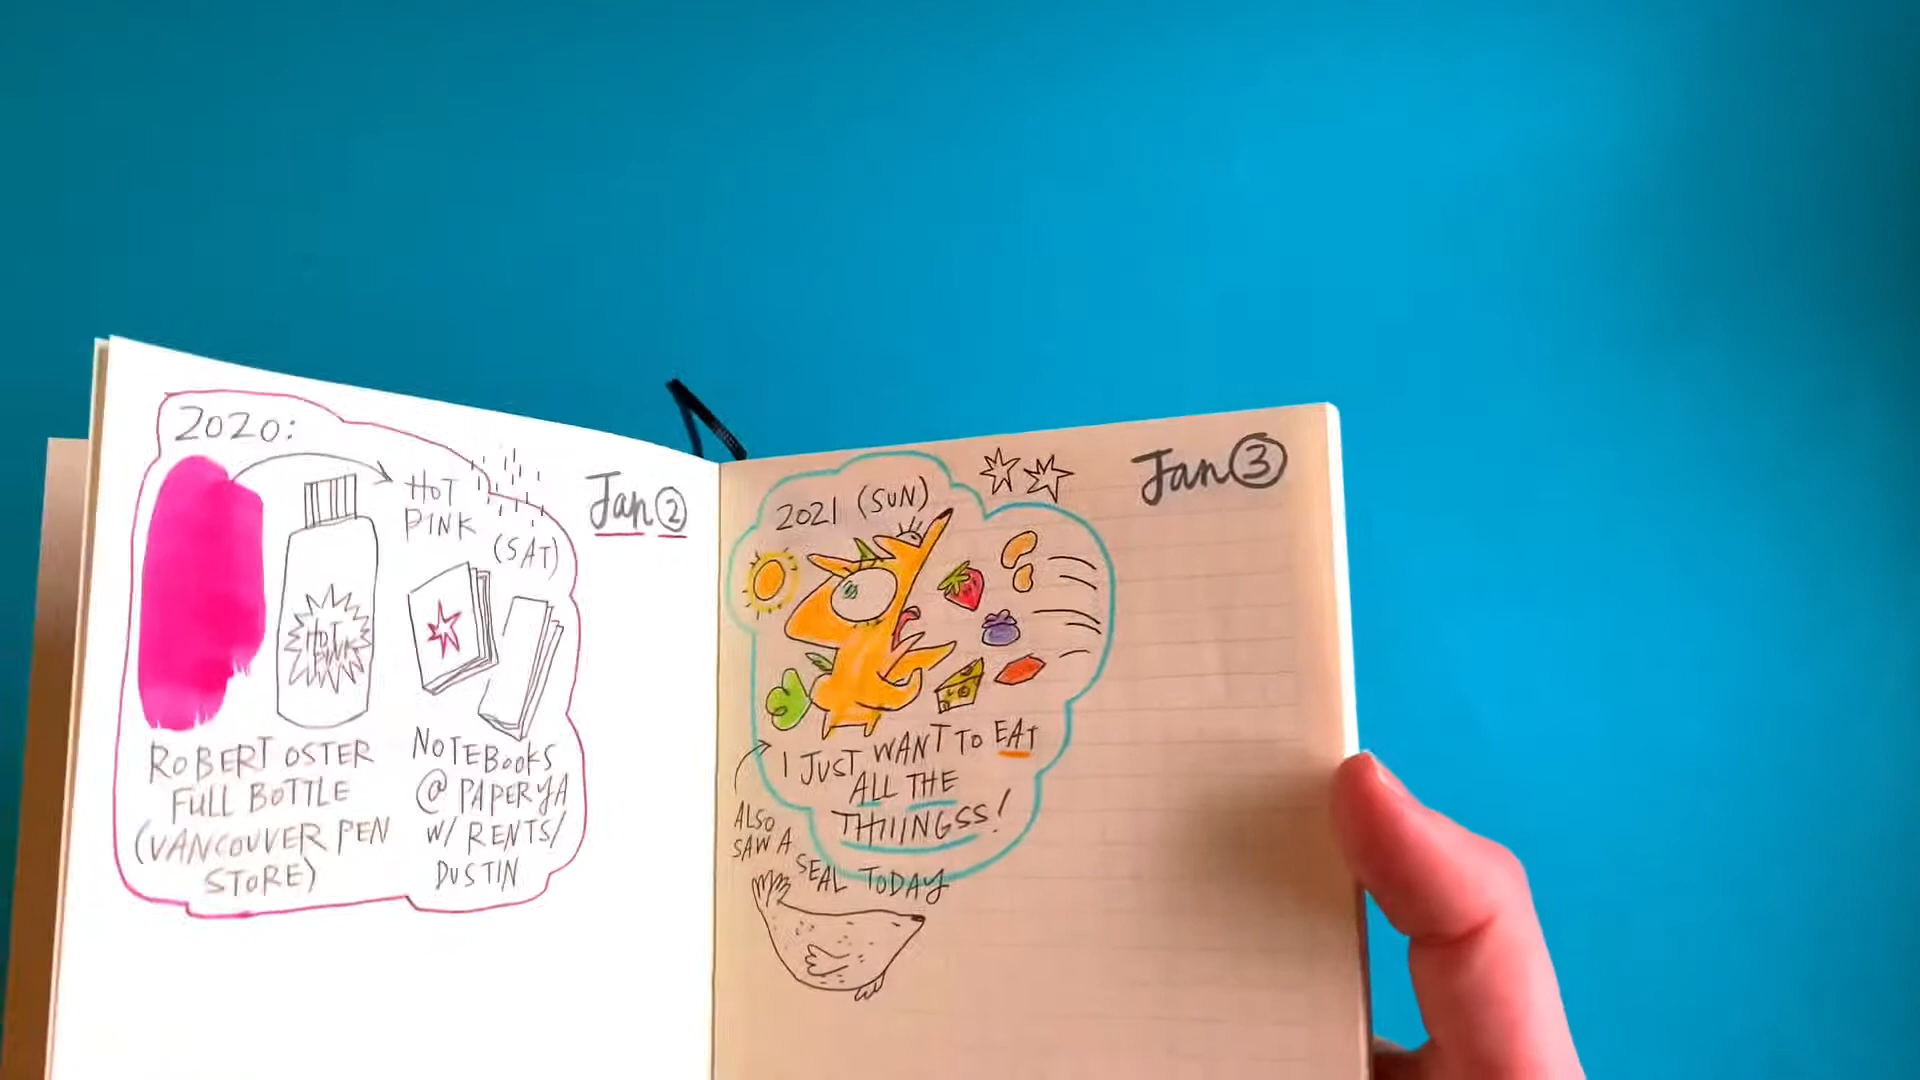 2020:
HOT
PINK
(SAT)
Jan 2
HOT
PINK
ROBERT OSTER
FULL BOTTLE
(VANCOUVER PEN
STORE)
NOTEBOOKS
@ PAPERYA
W/ RENTS/
DUSTIN
Jan 3
2021 (SUN)
I JUST WANT TO EAT
ALL THE
THIIINGSS!
ALSO
SAW A
SEAL TODAY